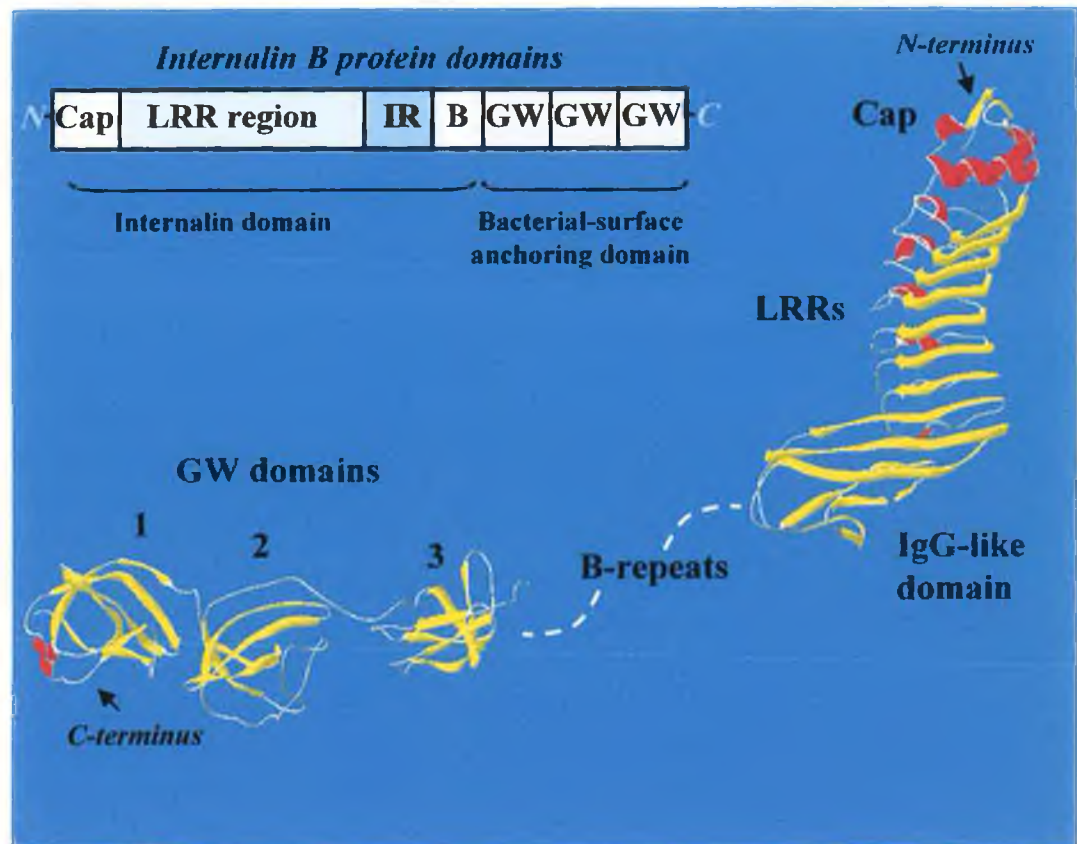 Internalin B protein domains
N Cap LRR region IR B GW GW GW C
Internalin domain
Bacterial-surface
anchoring domain
N-terminus
Cap
LRRs
IgG-like
domain
B-repeats
GW domains
1 2 3
C-terminus